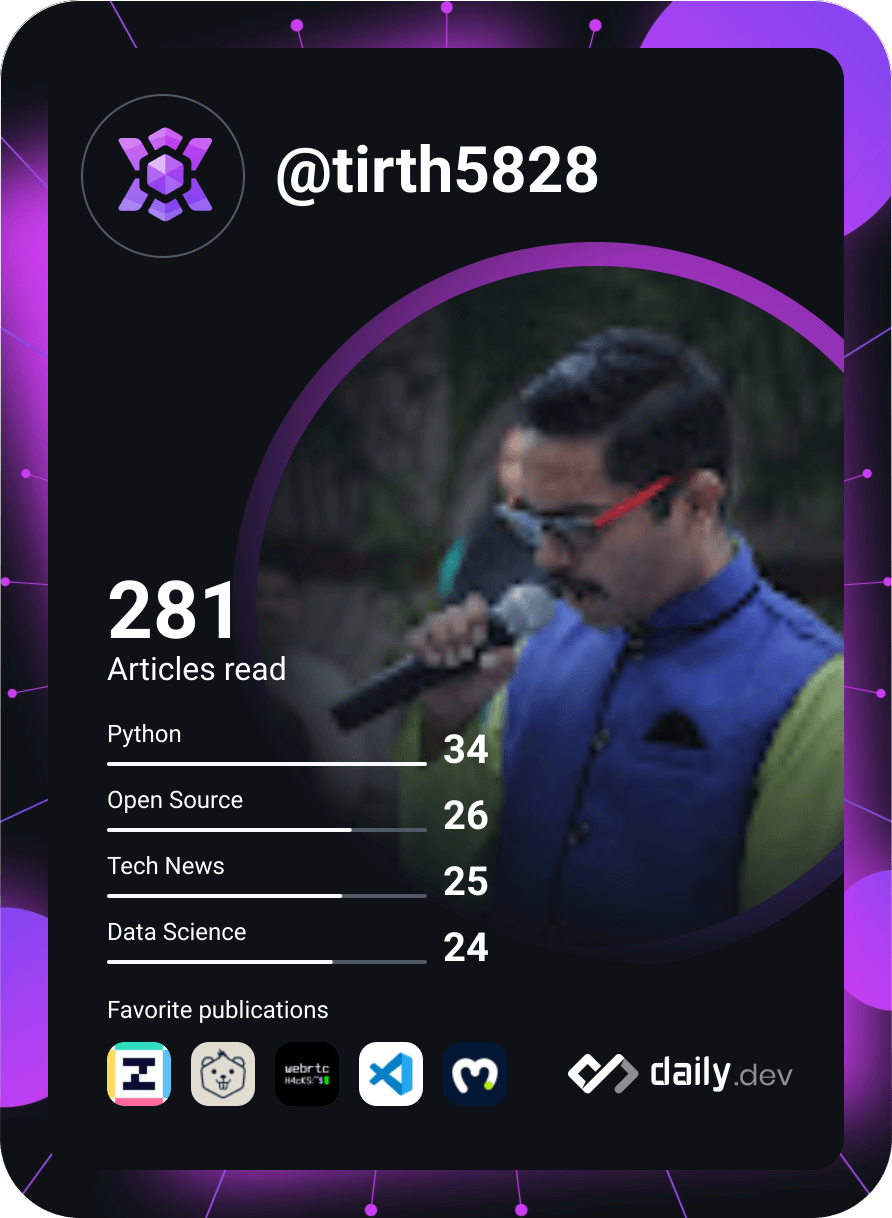 @tirth5828
281
Articles read
Python
34
Open Source
26
Tech News
25
Data Science
24
Favorite publications
webrtc
H4cKS:~$
daily.dev